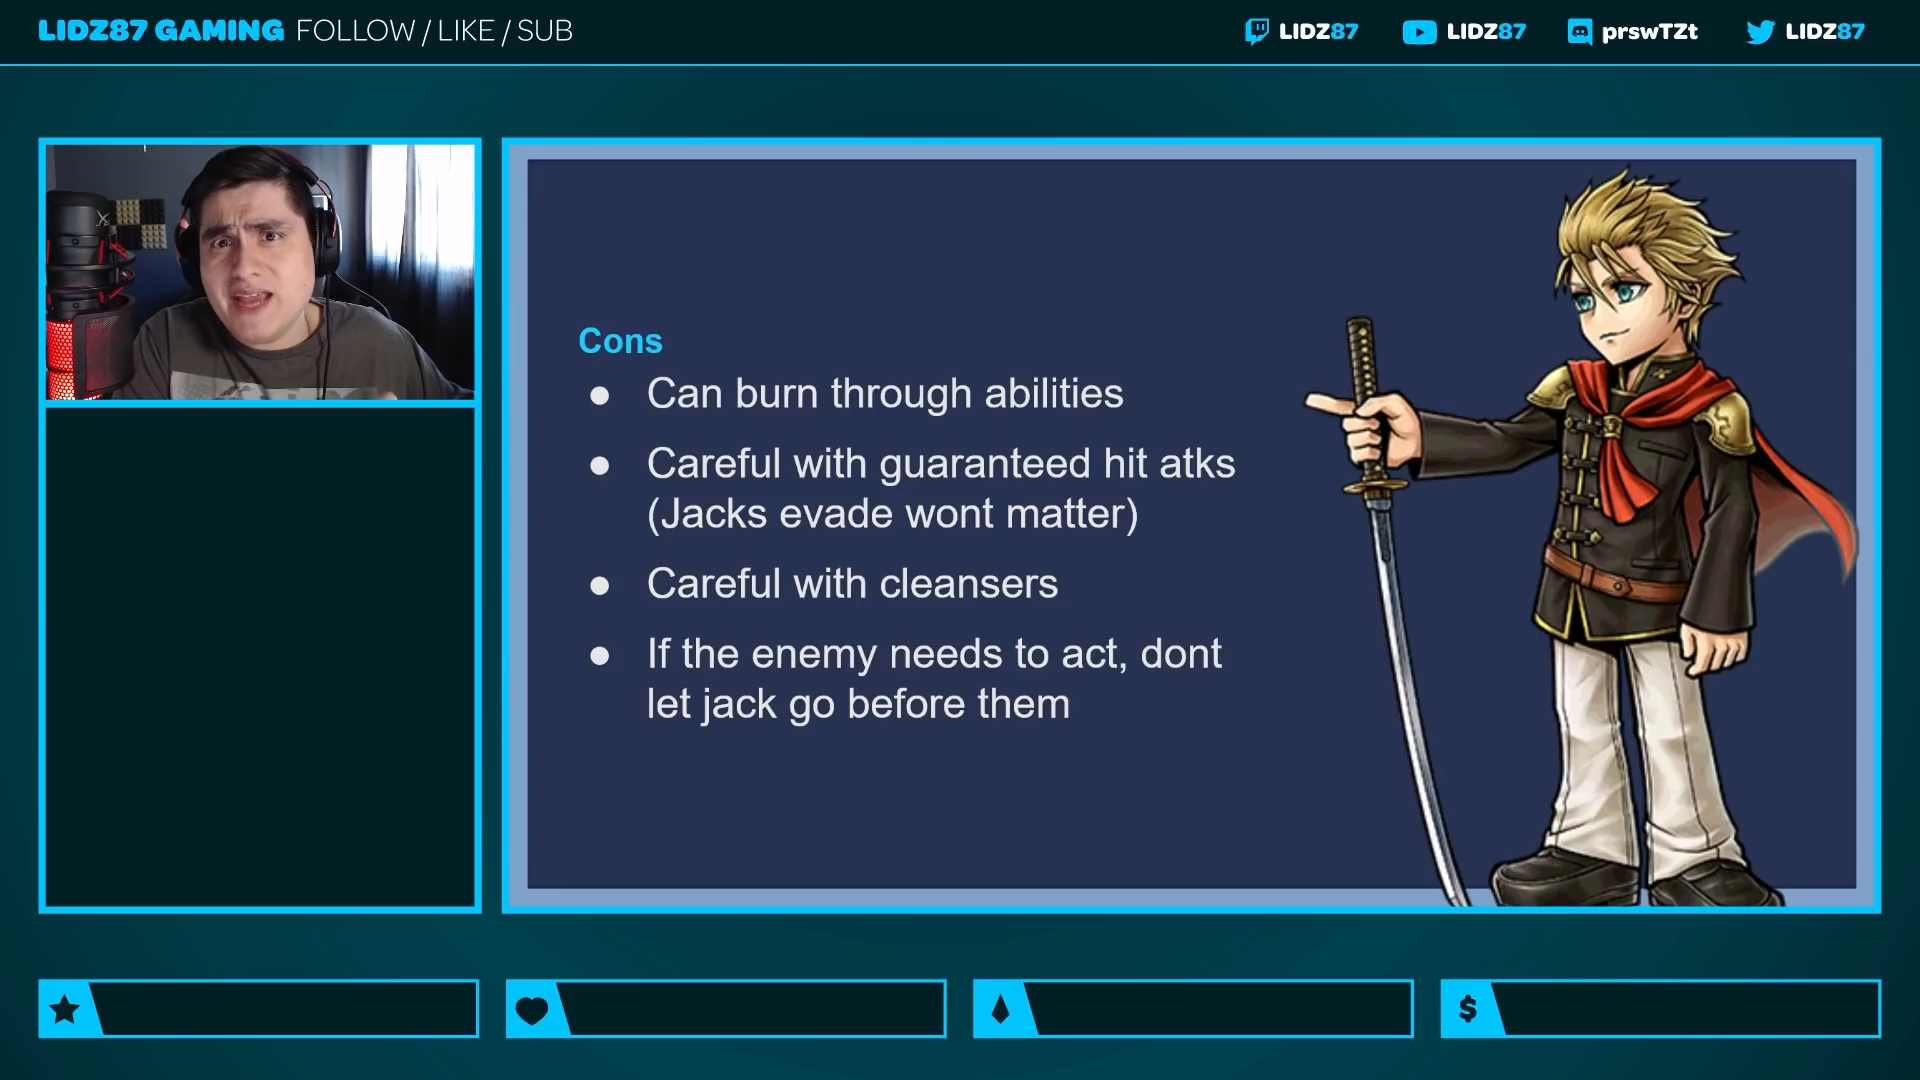 LIDZ87 GAMING FOLLOW / LIKE / SUB
LIDZ87
LIDZ87
prswTZt
LIDZ87
Cons
● Can burn through abilities
● Careful with guaranteed hit atks
(Jacks evade wont matter)
● Careful with cleansers
● If the enemy needs to act, dont
let jack go before them
$